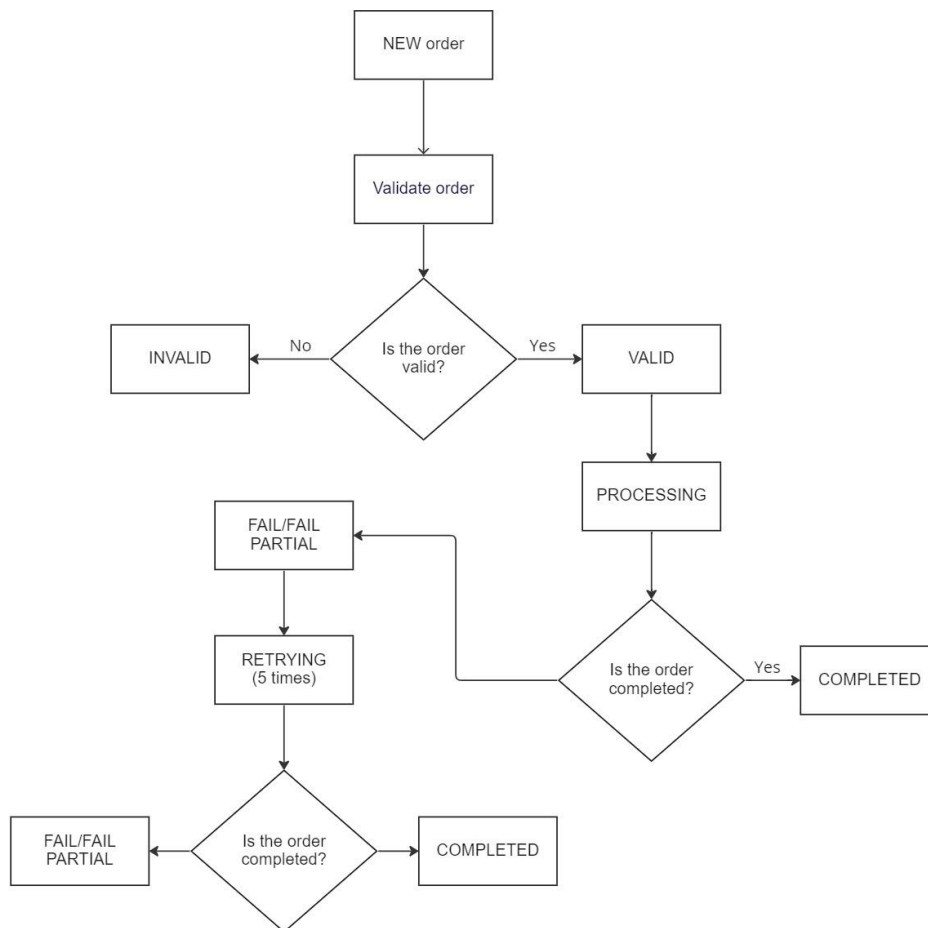 NEW order
Validate order
Is the order
valid?
No
Yes
INVALID
VALID
PROCESSING
FAIL/FAIL
PARTIAL
RETRYING
(5 times)
Is the order
completed?
Yes
COMPLETED
FAIL/FAIL
PARTIAL
Is the order
completed?
COMPLETED